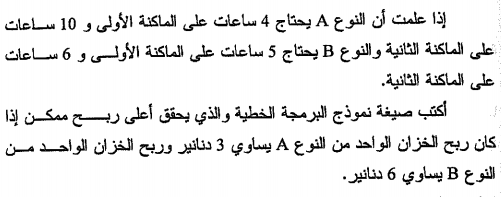 إذا علمت أن النوع A يحتاج 4 ساعات على الماكنة الأولى و 10 ساعات
على الماكنة الثانية والنوع B يحتاج 5 ساعات على الماكنة الأولى و 6 ساعات
على الماكنة الثانية.
أكتب صيغة نموذج البرمجة الخطية والذي يحقق أعلى ربح ممكن إذا
كان ربح الخزان الواحد من النوع A يساوي 3 دنانير وربح الخزان الواحد من
النوع B يساوي 6 دنانير.